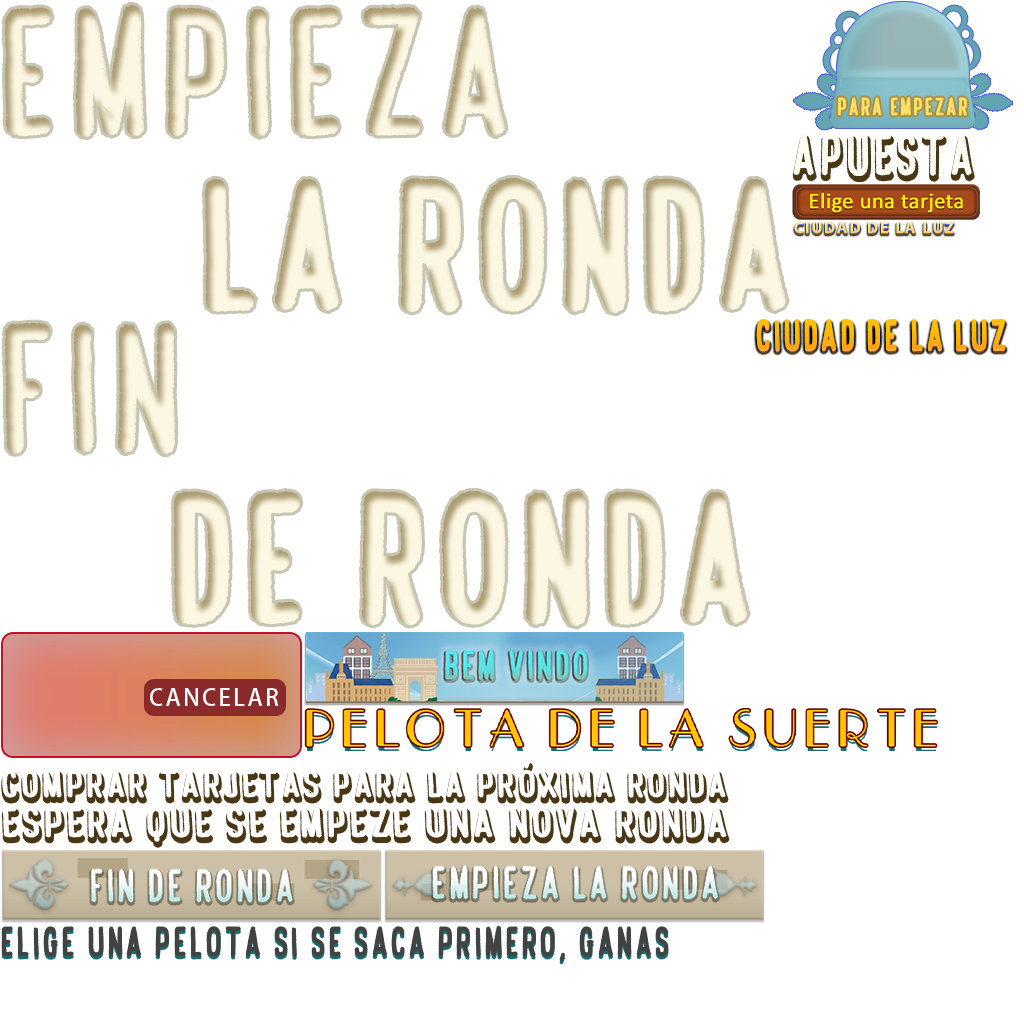 EMPIEZA
LA RONDA
PARA EMPEZAR
APUESTA
Elige una tarjeta
CIUDAD DE LA LUZ
CIUDAD DE LA LUZ
FIN
DE RONDA
CANCELAR
BEM VINDO
PELOTA DE LA SUERTE
COMPRAR TARJETAS PARA LA PRÓXIMA RONDA
ESPERA QUE SE EMPEZE UNA NOVA RONDA
FIN DE RONDA
EMPIEZA LA RONDA
ELIGE UNA PELOTA SI SE SACA PRIMERO, GANAS